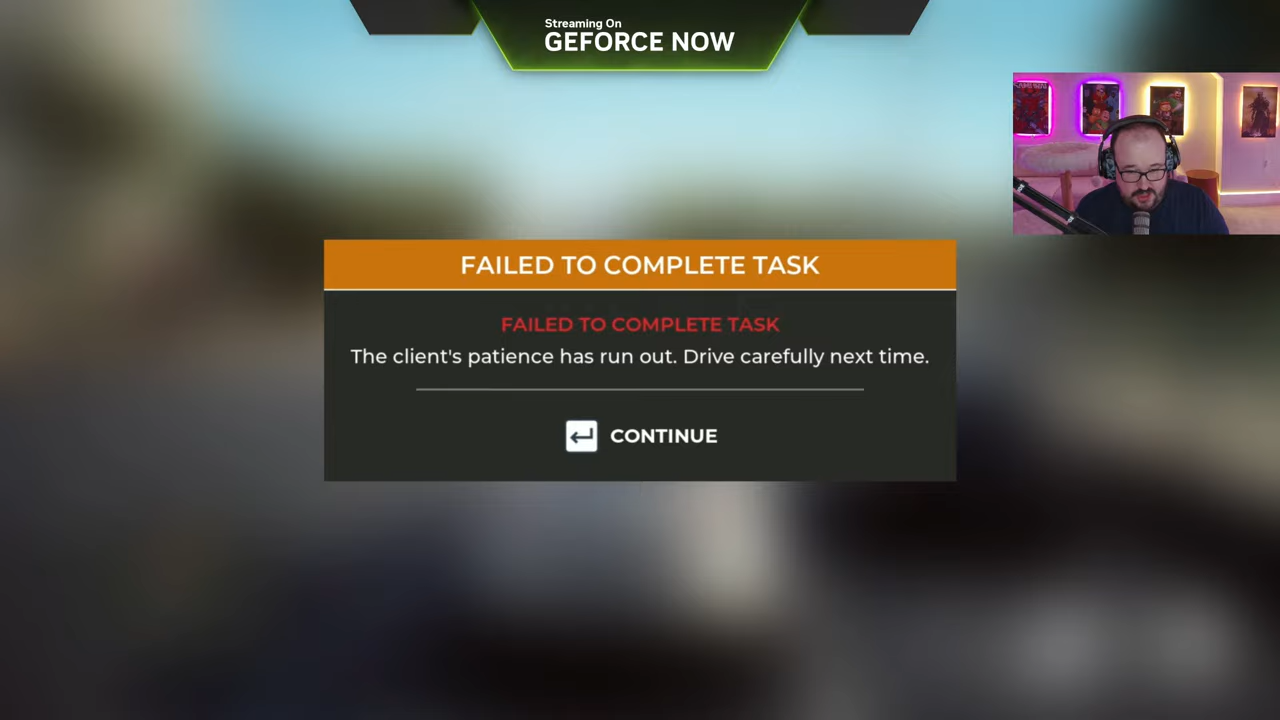 Streaming On
GEFORCE NOW
FAILED TO COMPLETE TASK
FAILED TO COMPLETE TASK
The client's patience has run out. Drive carefully next time.
CONTINUE